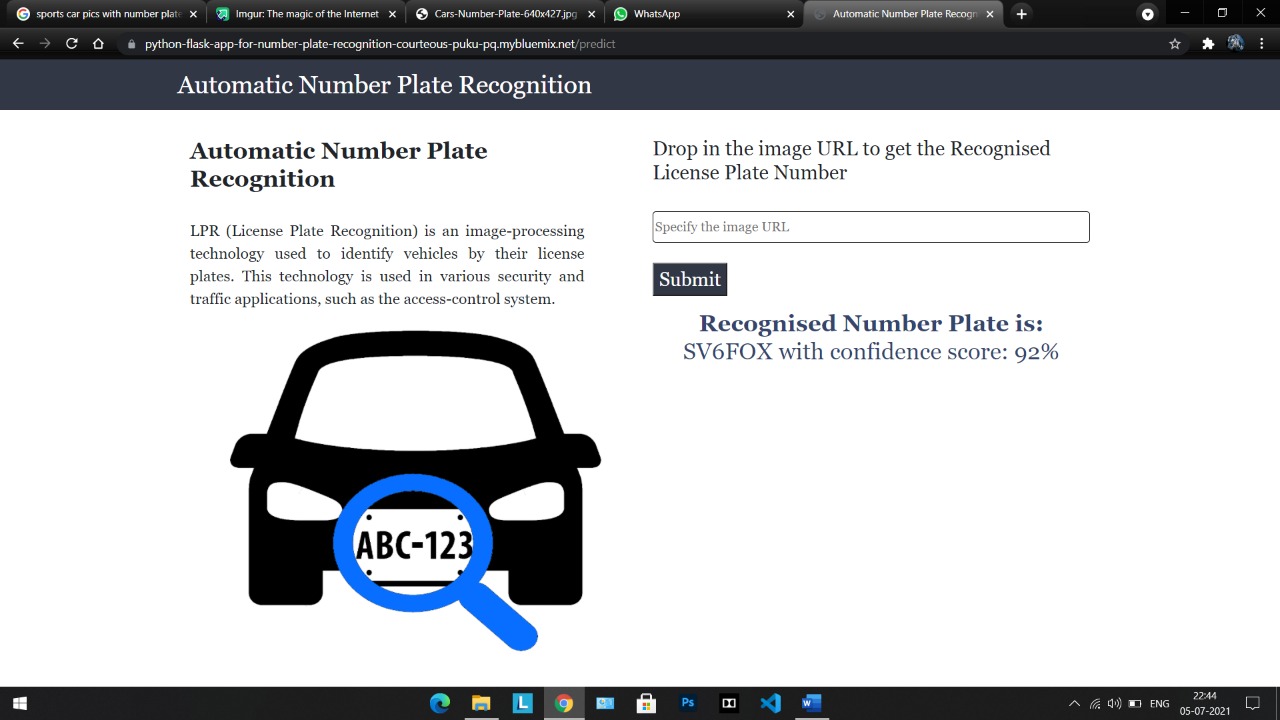 sports car pics with number plate
Imgur: The magic of the Internet
Cars-Number-Plate-640x427.jpg
WhatsApp
Automatic Number Plate Recogn
python-flask-app-for-number-plate-recognition-courteous-puku-pq.mybluemix.net/predict
Automatic Number Plate Recognition
Automatic Number Plate
Recognition
LPR (License Plate Recognition) is an image-processing
technology used to identify vehicles by their license
plates. This technology is used in various security and
traffic applications, such as the access-control system.
ABC-123
Drop in the image URL to get the Recognised
License Plate Number
Specify the image URL
Submit
Recognised Number Plate is:
SV6FOX with confidence score: 92%
L
Ps
W
ENG
22:44
05-07-2021